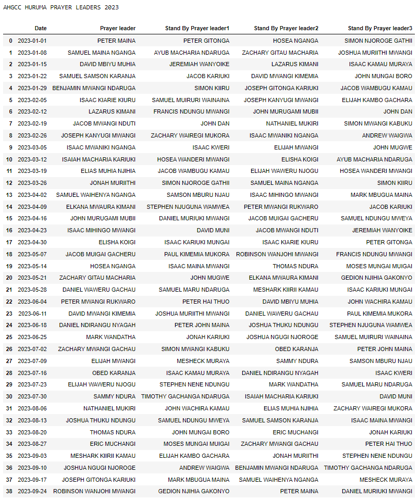 AHGCC HURUMA PRAYER LEADERS 2023
Date Prayer leader Stand By Prayer leader1 Stand By Prayer leader2 Stand By Prayer leader3
0 2023-01-01 PETER MAINA PETER GITONGA HOSEA NGANGA SIMON NJOROGE GATHII
1 2023-01-08 SAMUEL MAINA NGANGA AYUB MACHARIA NDARUGA ZACHARY GITAU MACHARIA JOSHUA MURIITHI MWANGI
2 2023-01-15 DAVID MBIYU MUHIA JEREMIAH WANYOIKE LAZARUS KIMANI ISAAC KAMAU MURAYA
3 2023-01-22 SAMUEL SAMSON KARANJA JACOB KARIUKI DAVID MWANGI KIMEMIA JOHN MUNGAI BORO
4 2023-01-29 BENJAMIN MWANGI NDARUGA SIMON KIIRU JOSEPH GITONGA KARIUKI JACOB WAMBUGU KAMAU
5 2023-02-05 ISAAC KIARIE KIURU SAMUEL MUIRURI WAINAINA JOSEPH KANYUGI MWANGI ELIJAH KAMBO GACHARA
6 2023-02-12 LAZARUS KIMANI FRANCIS NDUNGU MWANGI JOHN MURUGAMI MUBII JOHN DAN
7 2023-02-19 JACOB MWANGI NDUTI JOHN DAN NATHANIEL MUKIRI SIMON MWANGI KABUKU
8 2023-02-26 JOSEPH KANYUGI MWANGI ZACHARY WAIREGI MUKORA ISAAC MWANIKI NGANGA ANDREW WAIGWA
9 2023-03-05 ISAAC MWANIKI NGANGA ISAAC KWERI ELIJAH MWANGI JOHN MUGWE
10 2023-03-12 ISAIAH MACHARIA KARIUKI HOSEA WANDERI MWANGI ELISHA KOIGI AYUB MACHARIA NDARUGA
11 2023-03-19 ELIAS MUHIA NJIHIA JACOB WAMBUGU KAMAU ELIJAH WAWERU NJOGU HOSEA WANDERI MWANGI
12 2023-03-26 JONAH MURIITHI SIMON NJOROGE GATHII SAMUEL MAINA NGANGA SIMON KIIRU
13 2023-04-02 SAMUEL WAIHENYA NGANGA SAMSON MBURU NJAU ISAAC MIHINGO MWANGI MARK MBUGUA MAINA
14 2023-04-09 ELKANA MWAURA KIMANI STEPHEN NJUGUNA WAMWEA PETER MWANGI RUKWARO JACOB KARIUKI
15 2023-04-16 JOHN MURUGAMI MUBII DANIEL MURIUKI MWANGI JACOB MUIGAI GACHERU SAMUEL NDUNGU MWEYA
16 2023-04-23 ISAAC MIHINGO MWANGI DAVID MUNI JACOB MWANGI NDUTI JEREMIAH WANYOIKE
17 2023-04-30 ELISHA KOIGI ISAAC KARIUKI MUNGAI ISAAC KIARIE KIURU PETER GITONGA
18 2023-05-07 JACOB MUIGAI GACHERU PAUL KIMEMIA MUKORA ROBINSON WANJOHI MWANGI FRANCIS NDUNGU MWANGI
19 2023-05-14 HOSEA NGANGA ISAAC MAINA MWANGI THOMAS NDURA MOSES MUNGAI MUIGAI
20 2023-05-21 ZACHARY GITAU MACHARIA JOHN MUGWE ELKANA MWAURA KIMANI GEDION NJIHIA GAKONYO
21 2023-05-28 DANIEL WAWERU GACHAU SAMUEL MARU NDARUGA MESHARK KIIRII KAMAU ISAAC KARIUKI MUNGAI
22 2023-06-04 PETER MWANGI RUKWARO PETER HAI THUO DAVID MBIYU MUHIA JOHN WACHIRA KAMAU
23 2023-06-11 DAVID MWANGI KIMEMIA JOSHUA MURIITHI MWANGI DANIEL WAWERU GACHAU PAUL KIMEMIA MUKORA
24 2023-06-18 DANIEL NDIRANGU NYAGAH PETER JOHN MAINA JOSHUA THUKU NDUNGU STEPHEN NJUGUNA WAMWEA
25 2023-06-25 MARK WANDATHA JONAH KARIUKI JOSHUA NGUGI NJOROGE SAMUEL MUIRURI WAINAINA
26 2023-07-02 ZACHARY MWANGI GACHAU SIMON MWANGI KABUKU OBED KARANJA PETER JOHN MAINA
27 2023-07-09 ELIJAH MWANGI MESHECK MURAYA SAMMY NDURA SAMSON MBURU NJAU
28 2023-07-16 OBED KARANJA ISAAC KAMAU MURAYA DANIEL NDIRANGU NYAGAH ISAAC KWERI
29 2023-07-23 ELIJAH WAWERU NJOGU STEPHEN NENE NDUNGU MARK WANDATHA SAMUEL MARU NDARUGA
30 2023-07-30 SAMMY NDURA TIMOTHY GACHANGA NDARUGA ISAIAH MACHARIA KARIUKI DAVID MUNI
31 2023-08-06 NATHANIEL MUKIRI JOHN WACHIRA KAMAU ELIAS MUHIA NJIHIA ZACHARY WAIREGI MUKORA
32 2023-08-13 JOSHUA THUKU NDUNGU SAMUEL NDUNGU MWEYA SAMUEL SAMSON KARANJA ISAAC MAINA MWANGI
33 2023-08-20 THOMAS NDURA JOHN MUNGAI BORO ERIC MUCHANGI JONAH KARIUKI
34 2023-08-27 ERIC MUCHANGI MOSES MUNGAI MUIGAI ZACHARY MWANGI GACHAU PETER HAI THUO
35 2023-09-03 MESHARK KIIRII KAMAU ELIJAH KAMBO GACHARA JONAH MURIITHI STEPHEN NENE NDUNGU
36 2023-09-10 JOSHUA NGUGI NJOROGE ANDREW WAIGWA BENJAMIN MWANGI NDARUGA TIMOTHY GACHANGA NDARUGA
37 2023-09-17 JOSEPH GITONGA KARIUKI MARK MBUGUA MAINA SAMUEL WAIHENYA NGANGA MESHECK MURAYA
38 2023-09-24 ROBINSON WANJOHI MWANGI GEDION NJIHIA GAKONYO PETER MAINA DANIEL MURIUKI MWANGI